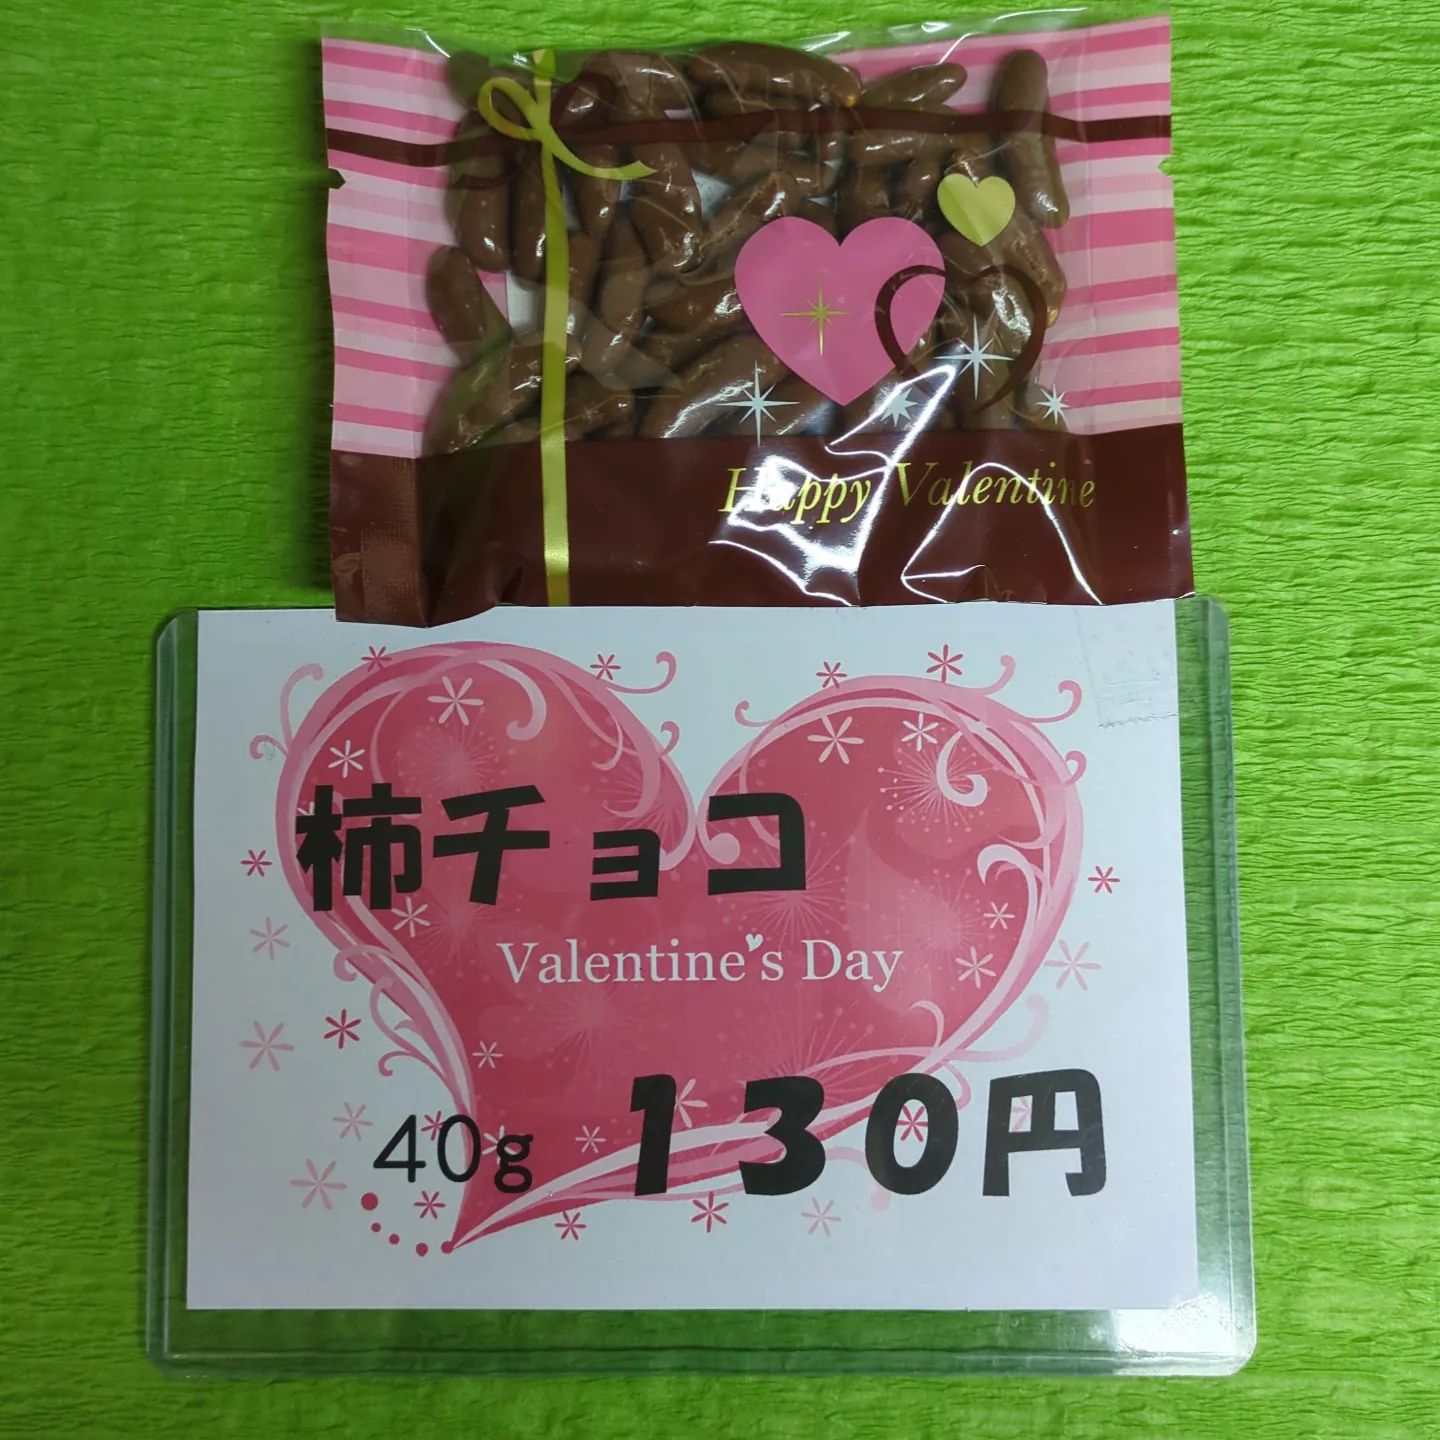 Happy Valentine
柿チョコ
Valentine's Day
40g １３０円